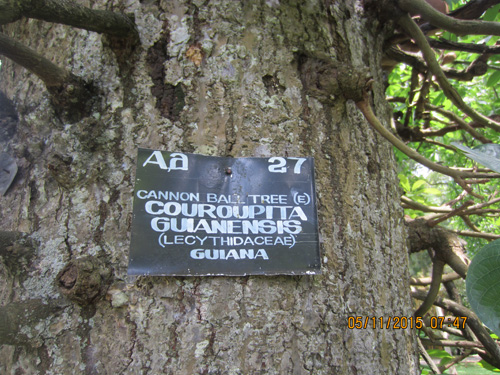 Aa 27
CANNON BALL TREE (E)
COUROUPITA
GUIANENSIS
(LECYTHIDACEAE)
GUIANA
05/11/2015 07:47